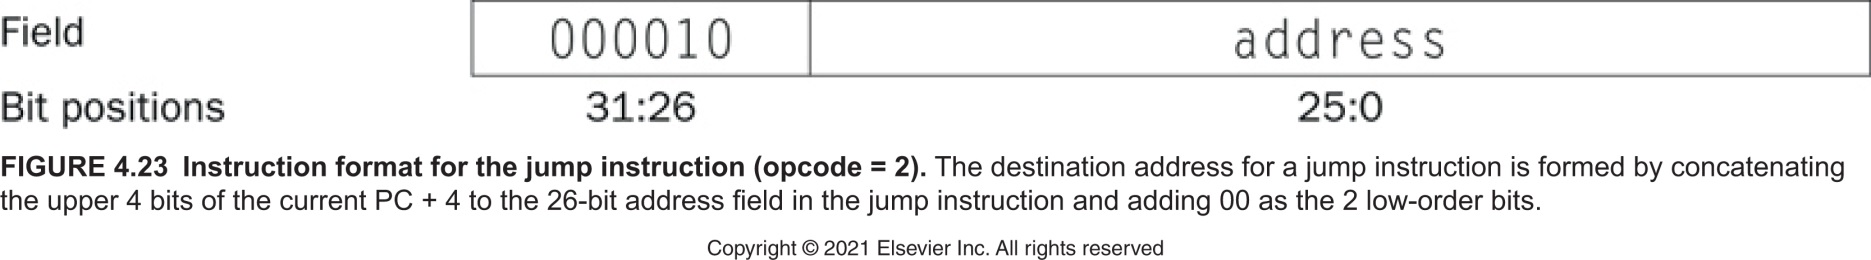 Field 000010 address
Bit positions 31:26 25:0
FIGURE 4.23 Instruction format for the jump instruction (opcode = 2). The destination address for a jump instruction is formed by concatenating
the upper 4 bits of the current PC + 4 to the 26-bit address field in the jump instruction and adding 00 as the 2 low-order bits.
Copyright © 2021 Elsevier Inc. All rights reserved